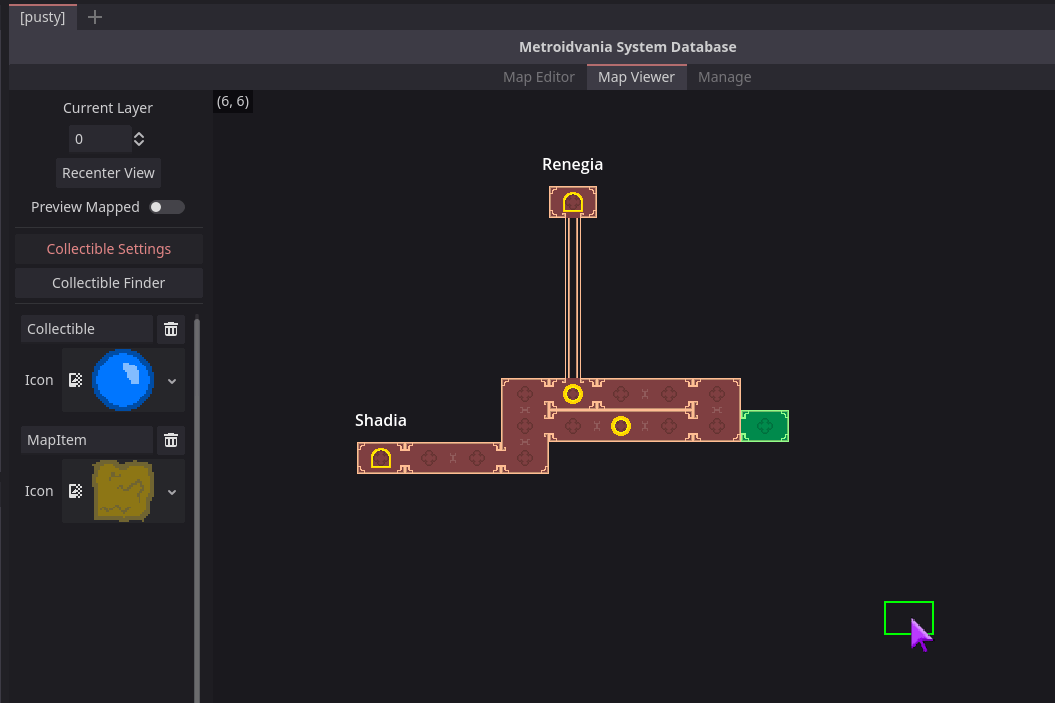 [pusty]
Metroidvania System Database
Map Editor Map Viewer Manage
Current Layer
0
Recenter View
Preview Mapped
Collectible Settings
Collectible Finder
Collectible
Icon
MapItem
Icon
(6, 6)
Renegia
Shadia